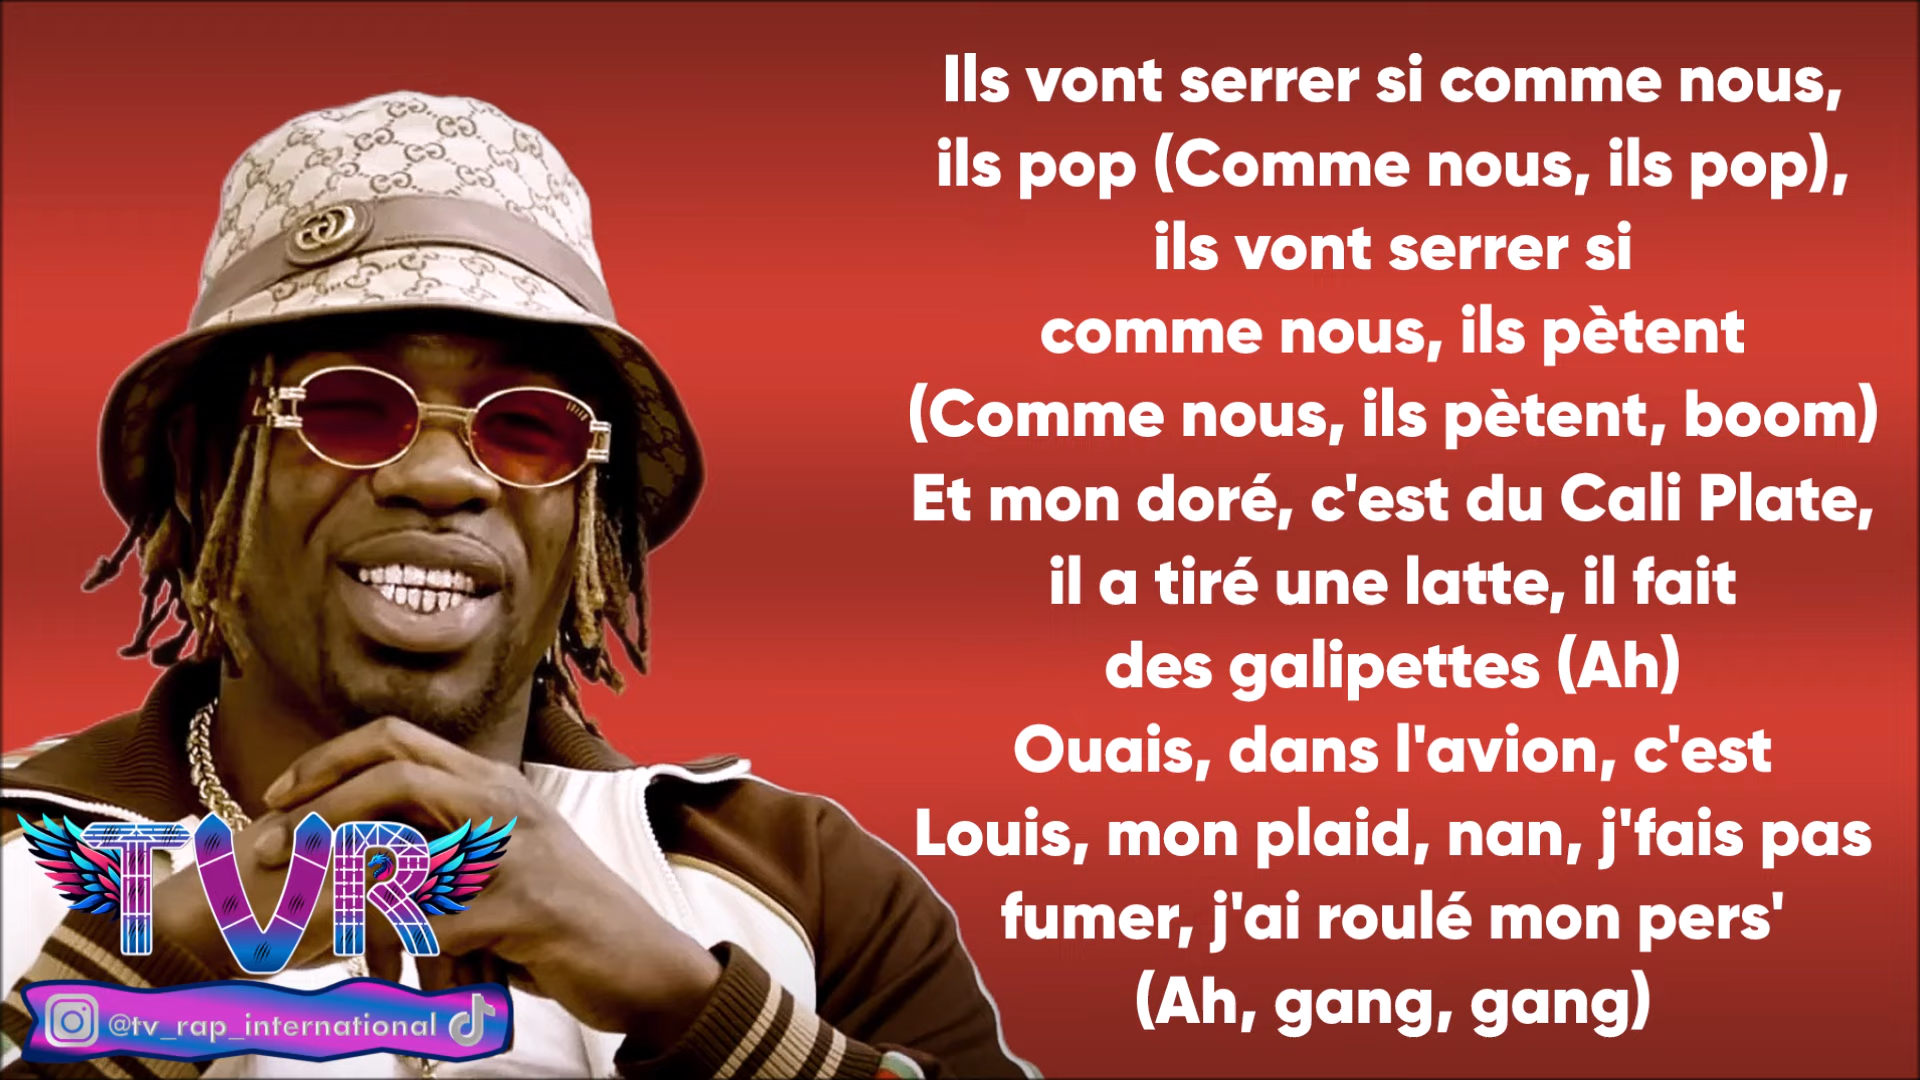 Ils vont serrer si comme nous,
ils pop (Comme nous, ils pop),
ils vont serrer si
comme nous, ils pètent
(Comme nous, ils pètent, boom)
Et mon doré, c'est du Cali Plate,
il a tiré une latte, il fait
des galipettes (Ah)
Ouais, dans l'avion, c'est
Louis, mon plaid, nan, j'fais pas
fumer, j'ai roulé mon pers'
(Ah, gang, gang)
TVR
@tv_rap_international